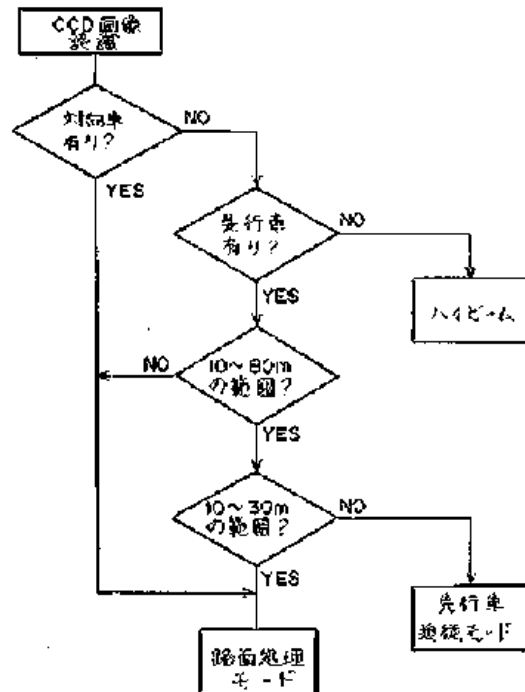 CCD画像
装置
対向車
有り？
NO
YES
先行車
有り？
NO
YES
ハイビーム
10〜80m
の範囲？
NO
YES
10〜30m
の範囲？
NO
YES
先行車
追従モード
路面処理
モード